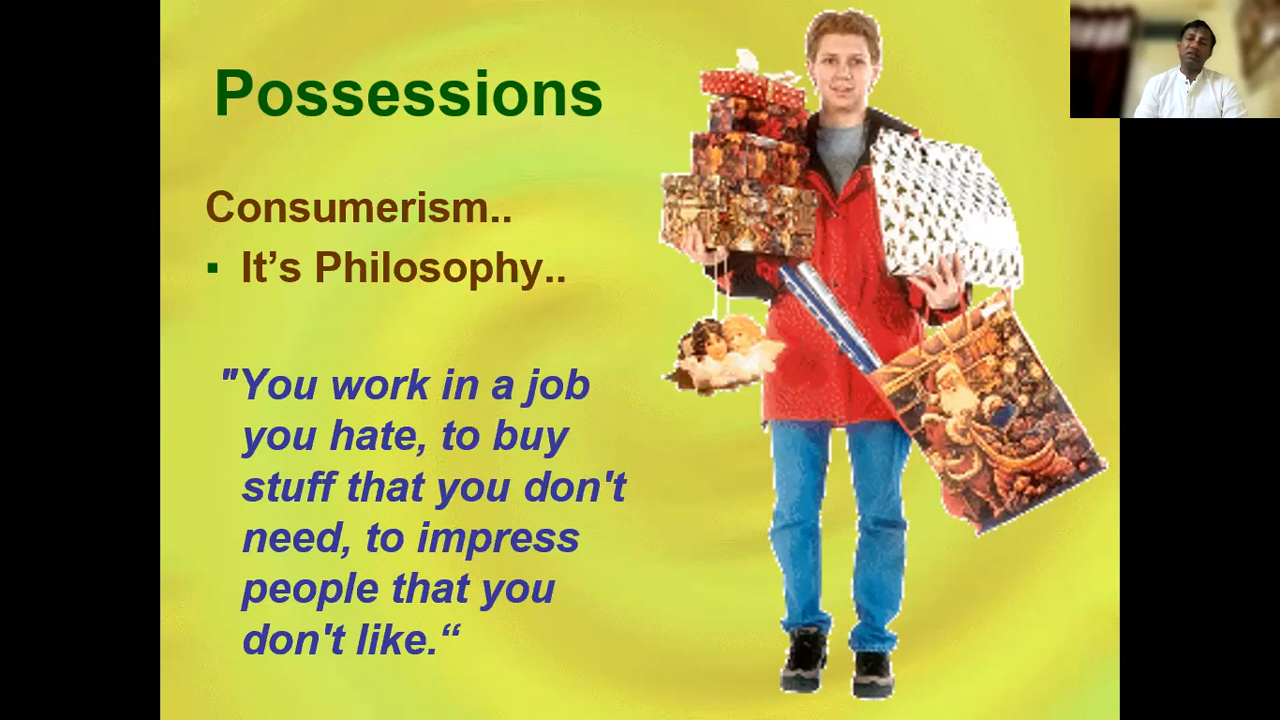 Possessions
Consumerism..
▪ It’s Philosophy..
"You work in a job
you hate, to buy
stuff that you don't
need, to impress
people that you
don't like.“